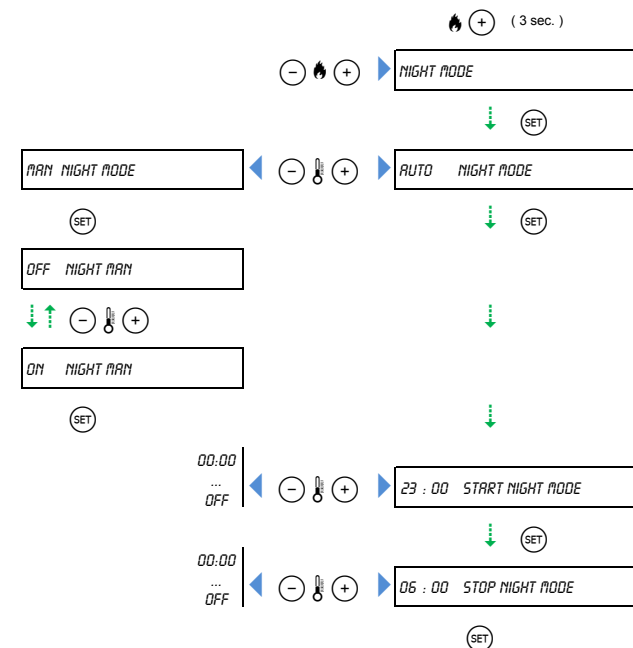 + ( 3 sec. )
− + NIGHT MODE
SET
MAN NIGHT MODE − + AUTO NIGHT MODE
SET SET
OFF NIGHT MAN
− +
ON NIGHT MAN
SET
00:00
...
OFF
− + 23 : 00 START NIGHT MODE
SET
00:00
...
OFF
− + 06 : 00 STOP NIGHT MODE
SET